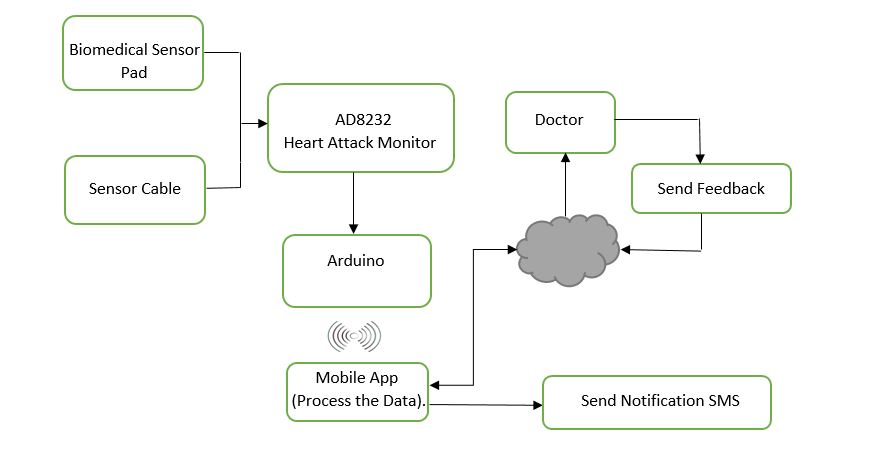 Biomedical Sensor
Pad
AD8232
Heart Attack Monitor
Doctor
Sensor Cable
Send Feedback
Arduino
Mobile App
(Process the Data).
Send Notification SMS